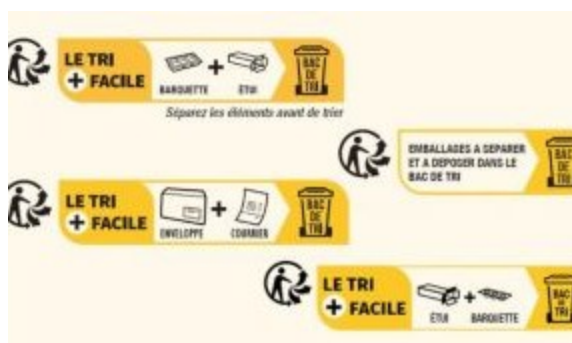 LE TRI
+ FACILE
BARQUETTE
+
ÉTUI
BAC
DE
TRI
Séparez les éléments avant de trier
EMBALLAGES A SEPARER
ET A DEPOSER DANS LE
BAC DE TRI
BAC
DE
TRI
LE TRI
+ FACILE
ENVELOPPE
+
COURRIER
BAC
DE
TRI
LE TRI
+ FACILE
ÉTUI
+
BARQUETTE
BAC
DE
TRI